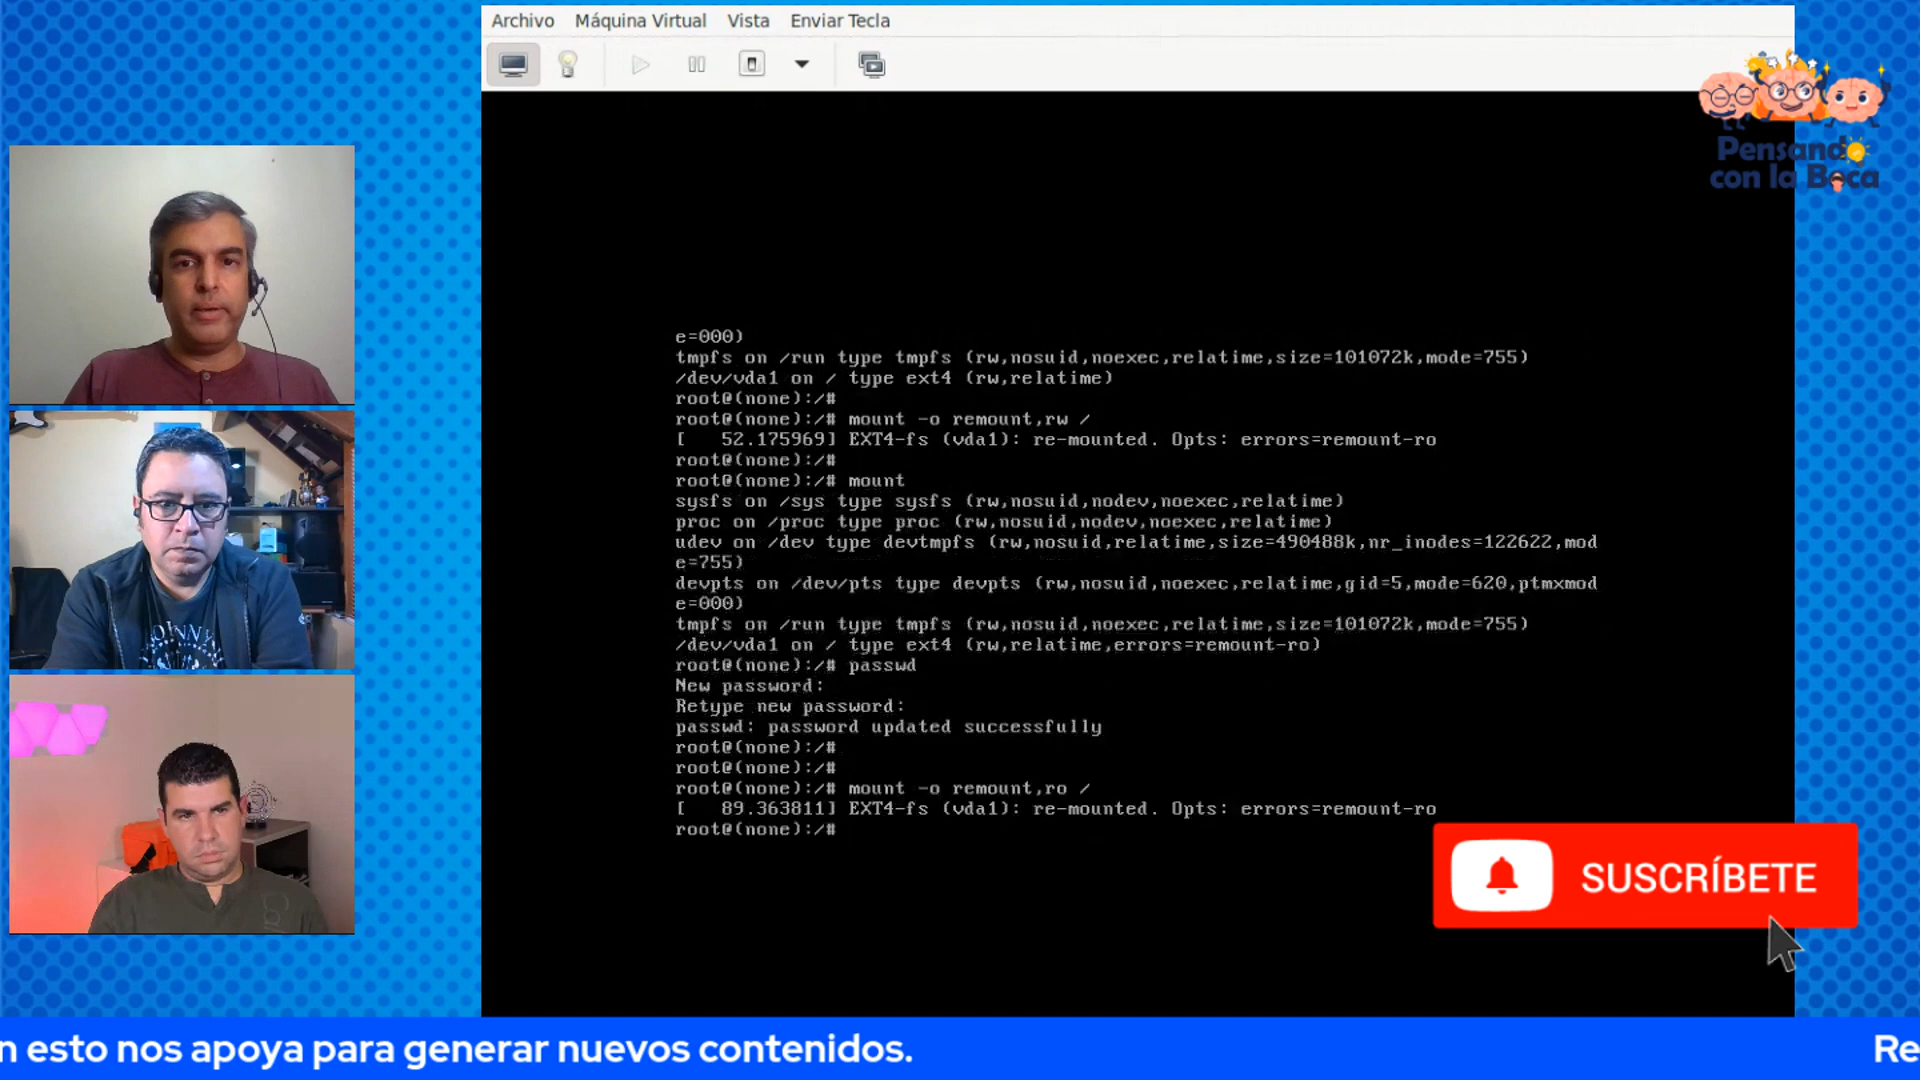 Archivo Máquina Virtual Vista Enviar Tecla
Pensando
con la Boca
e=000)
tmpfs on /run type tmpfs (rw,nosuid,noexec,relatime,size=101072k,mode=755)
/dev/vda1 on / type ext4 (rw,relatime)
root@(none):/#
root@(none):/# mount -o remount,rw /
[   52.175969] EXT4-fs (vda1): re-mounted. Opts: errors=remount-ro
root@(none):/#
root@(none):/# mount
sysfs on /sys type sysfs (rw,nosuid,nodev,noexec,relatime)
proc on /proc type proc (rw,nosuid,nodev,noexec,relatime)
udev on /dev type devtmpfs (rw,nosuid,relatime,size=490488k,nr_inodes=122622,mod
e=755)
devpts on /dev/pts type devpts (rw,nosuid,noexec,relatime,gid=5,mode=620,ptmxmod
e=000)
tmpfs on /run type tmpfs (rw,nosuid,noexec,relatime,size=101072k,mode=755)
/dev/vda1 on / type ext4 (rw,relatime,errors=remount-ro)
root@(none):/# passwd
New password:
Retype new password:
passwd: password updated successfully
root@(none):/#
root@(none):/#
root@(none):/# mount -o remount,ro /
[   89.363811] EXT4-fs (vda1): re-mounted. Opts: errors=remount-ro
root@(none):/#
SUSCRÍBETE
n esto nos apoya para generar nuevos contenidos. Re